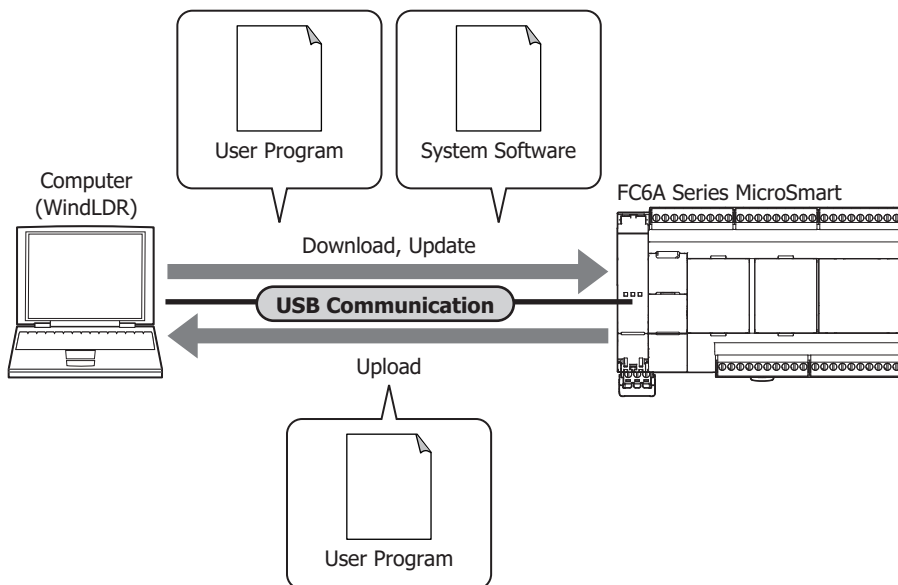 User Program
System Software
Computer
(WindLDR)
FC6A Series MicroSmart
Download, Update
USB Communication
Upload
User Program